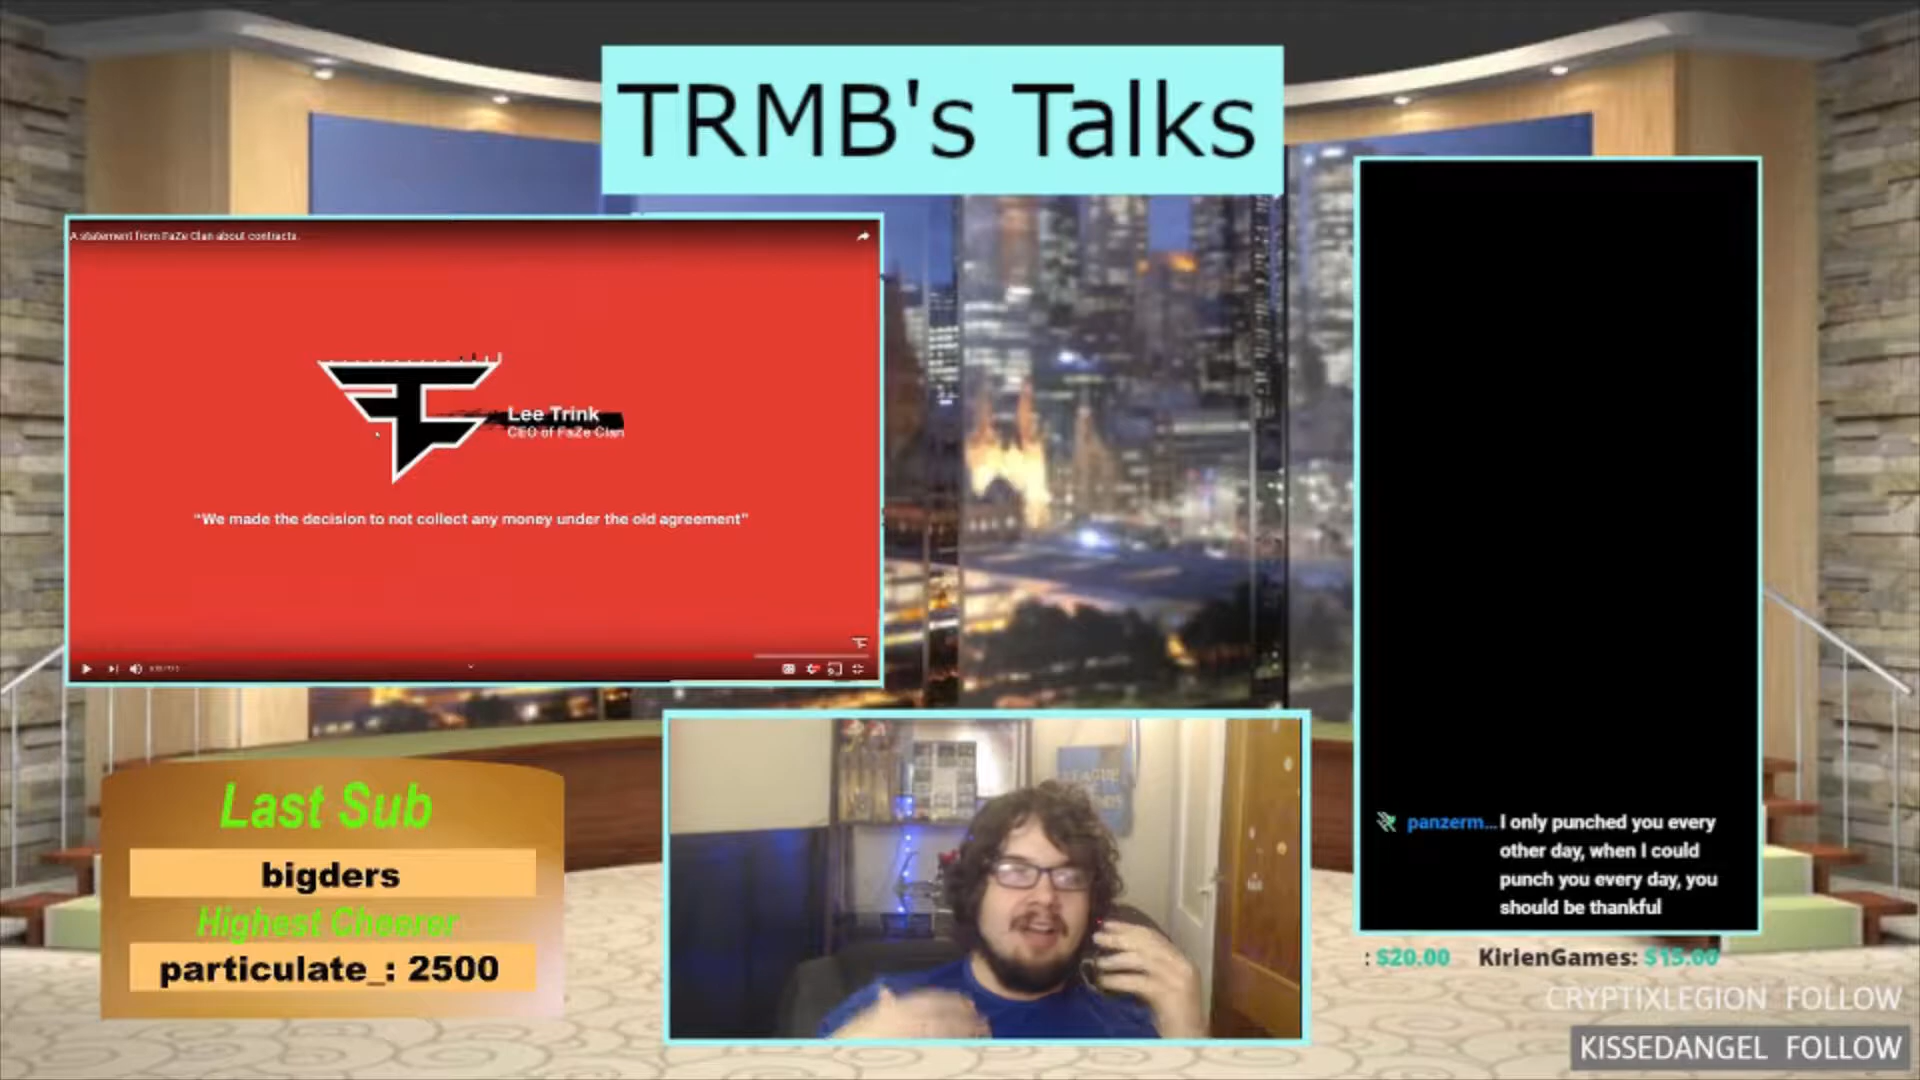 TRMB's Talks
A statement from FaZe Clan about contracts.
Lee Trink
CEO of FaZe Clan
"We made the decision to not collect any money under the old agreement"
Last Sub
bigders
Highest Cheerer
particulate_: 2500
panzerm... I only punched you every
other day, when I could
punch you every day, you
should be thankful
: $20.00 KirienGames: $15.00
CRYPTIXLEGION FOLLOW
KISSEDANGEL FOLLOW